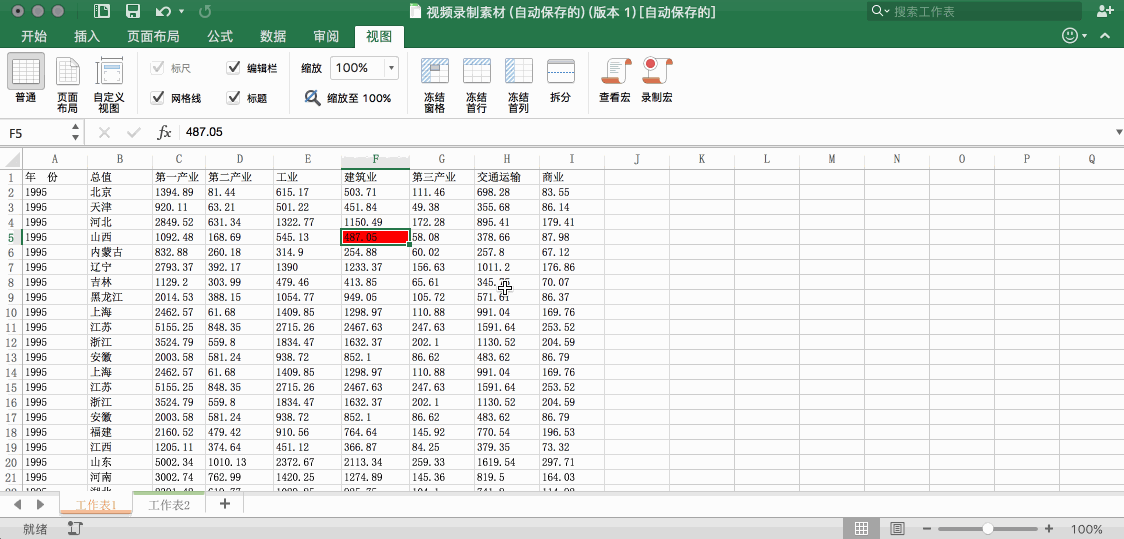 视频录制素材 (自动保存的) (版本 1) [自动保存的]
搜索工作表
开始 插入 页面布局 公式 数据 审阅 视图
普通 页面布局 自定义视图 标尺 编辑栏 网格线 标题 缩放 100% 缩放至 100% 冻结窗格 冻结首行 冻结首列 拆分 查看宏 录制宏
F5 fx 487.05
A B C D E F G H I J K L M N O P Q
1 年 份 总值 第一产业 第二产业 工业 建筑业 第三产业 交通运输 商业
2 1995 北京 1394.89 81.44 615.17 503.71 111.46 698.28 83.55
3 1995 天津 920.11 63.21 501.22 451.84 49.38 355.68 86.14
4 1995 河北 2849.52 631.34 1322.77 1150.49 172.28 895.41 179.41
5 1995 山西 1092.48 168.69 545.13 487.05 58.08 378.66 87.98
6 1995 内蒙古 832.88 260.18 314.9 254.88 60.02 257.8 67.12
7 1995 辽宁 2793.37 392.17 1390 1233.37 156.63 1011.2 176.86
8 1995 吉林 1129.2 303.99 479.46 413.85 65.61 70.07
9 1995 黑龙江 2014.53 388.15 1054.77 949.05 105.72 571.61 86.37
10 1995 上海 2462.57 61.68 1409.85 1298.97 110.88 991.04 169.76
11 1995 江苏 5155.25 848.35 2715.26 2467.63 247.63 1591.64 253.52
12 1995 浙江 3524.79 559.8 1834.47 1632.37 202.1 1130.52 204.59
13 1995 安徽 2003.58 581.24 938.72 852.1 86.62 483.62 86.79
14 1995 上海 2462.57 61.68 1409.85 1298.97 110.88 991.04 169.76
15 1995 江苏 5155.25 848.35 2715.26 2467.63 247.63 1591.64 253.52
16 1995 浙江 3524.79 559.8 1834.47 1632.37 202.1 1130.52 204.59
17 1995 安徽 2003.58 581.24 938.72 852.1 86.62 483.62 86.79
18 1995 福建 2160.52 479.42 910.56 764.64 145.92 770.54 196.53
19 1995 江西 1205.11 374.64 451.12 366.87 84.25 379.35 73.32
20 1995 山东 5002.34 1010.13 2372.67 2113.34 259.33 1619.54 297.71
21 1995 河南 3002.74 762.99 1420.25 1274.89 145.36 819.5 164.03
工作表1 工作表2 +
就绪 100%